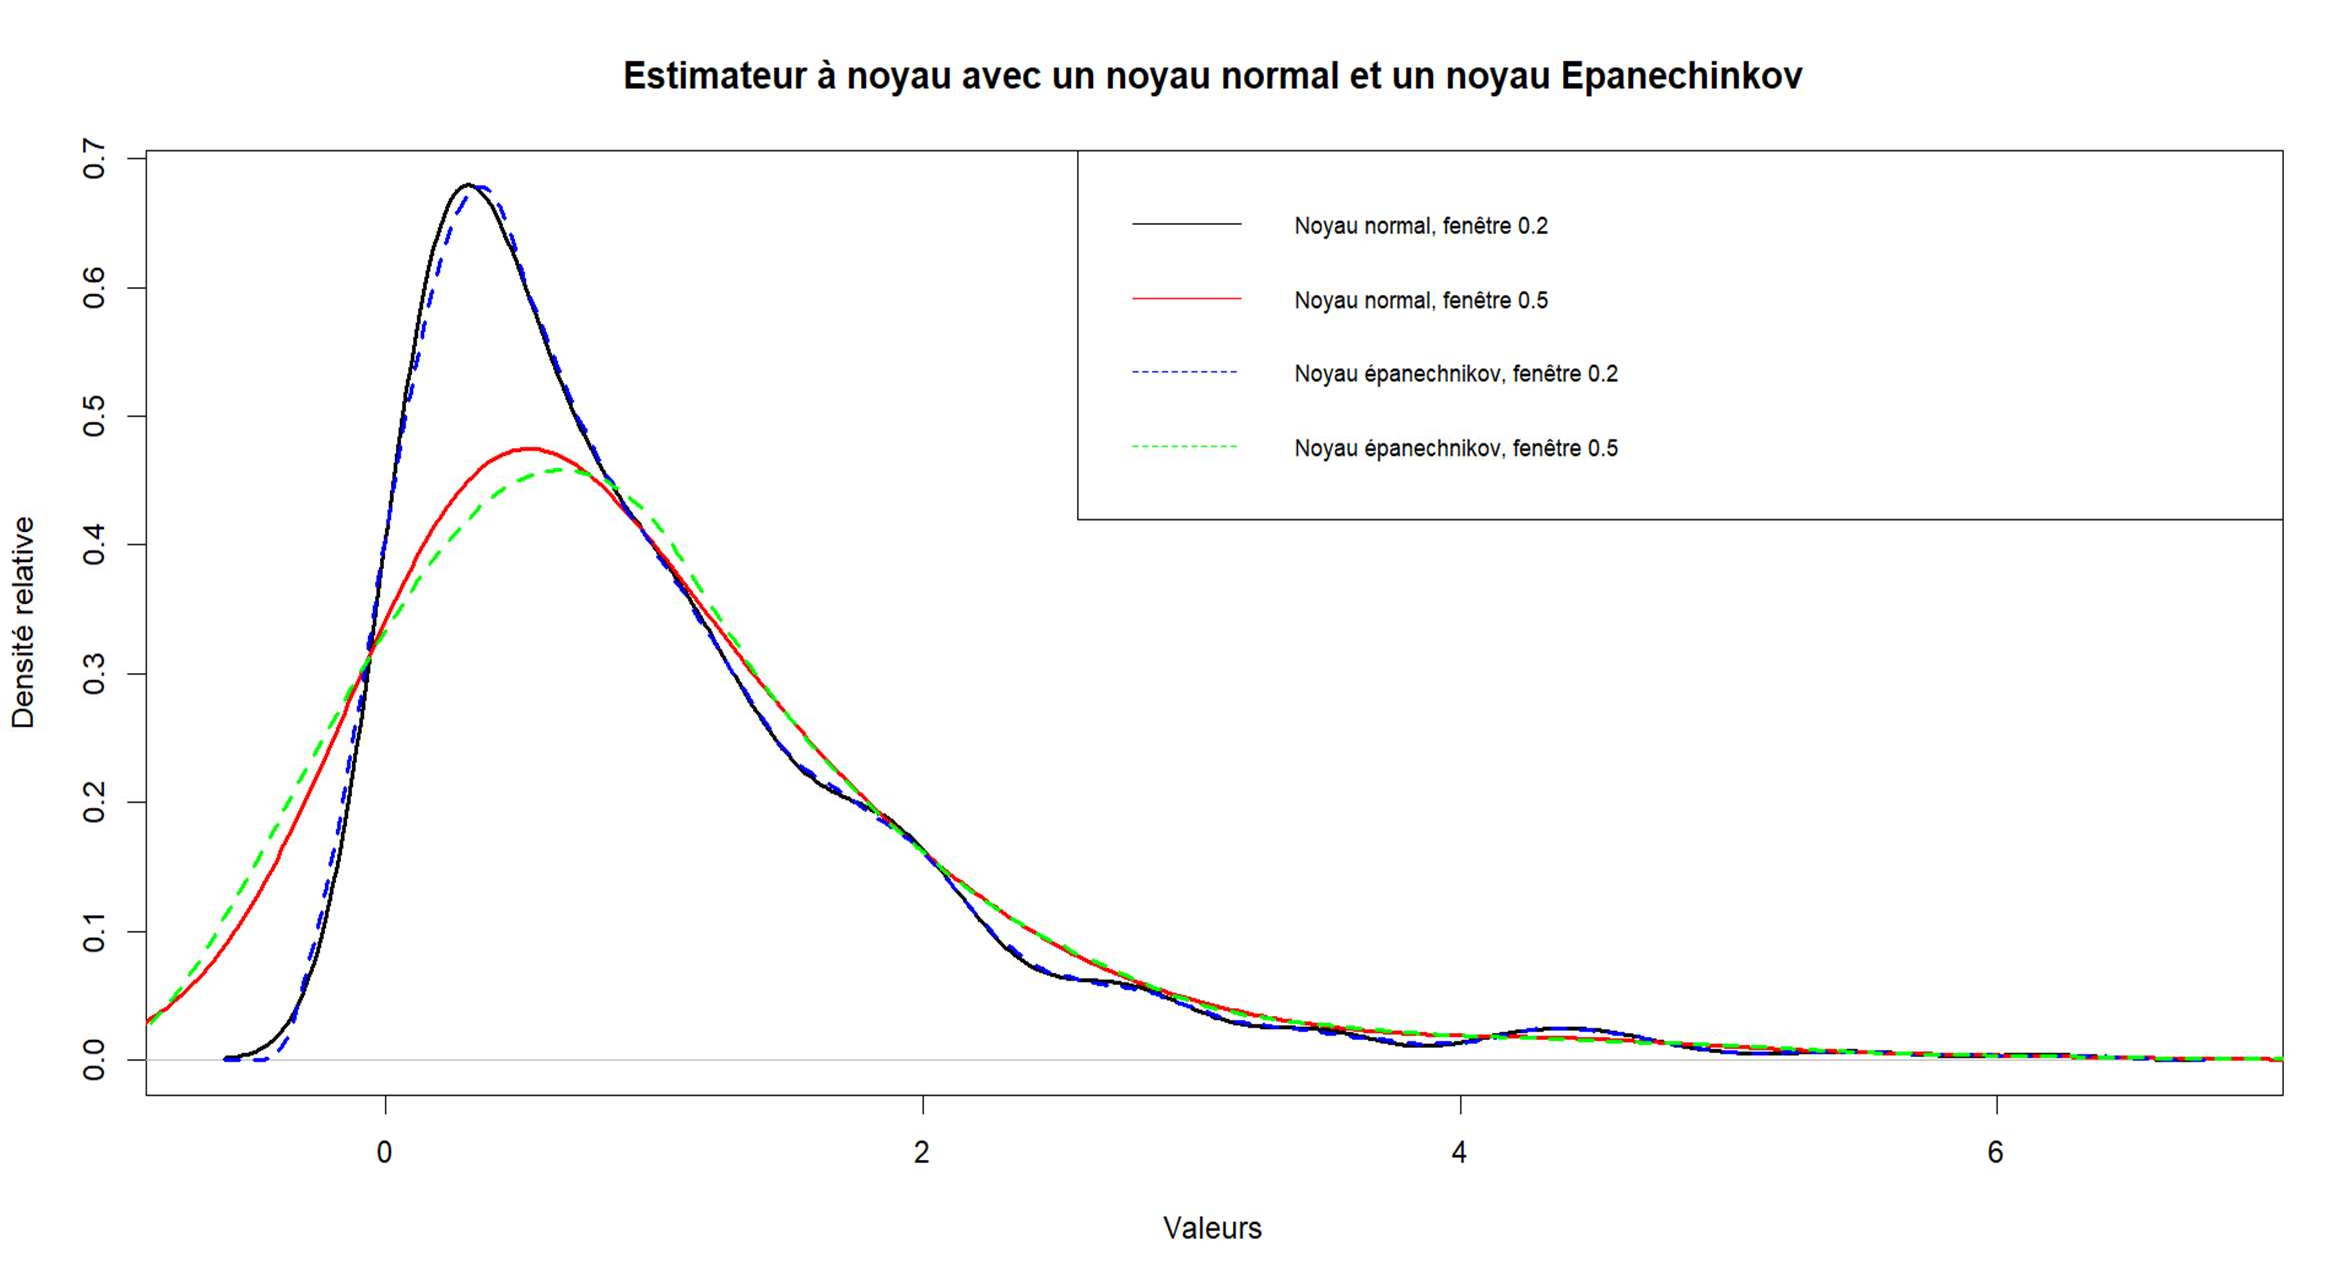 Estimateur à noyau avec un noyau normal et un noyau Epanechinkov
Densité relative
0.7
0.6
0.5
0.4
0.3
0.2
0.1
0.0
Noyau normal, fenêtre 0.2
Noyau normal, fenêtre 0.5
Noyau épanechnikov, fenêtre 0.2
Noyau épanechnikov, fenêtre 0.5
0
2
4
6
Valeurs